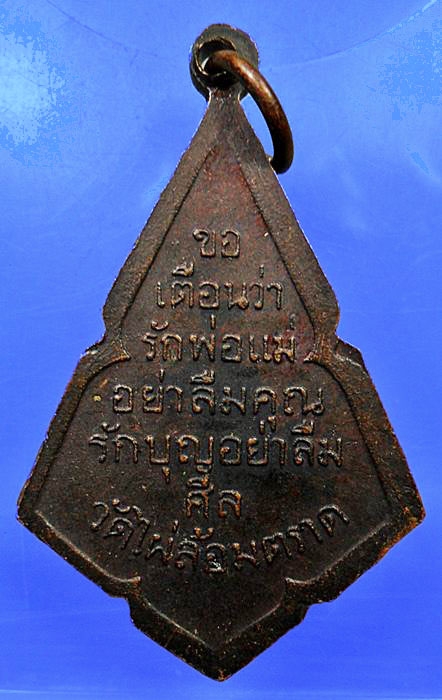 ขอ
เตือนว่า
รักพ่อแม่
อย่าลืมคุณ
รักบุญอย่าลืม
ศีล
วัดไผ่ล้อมตราด